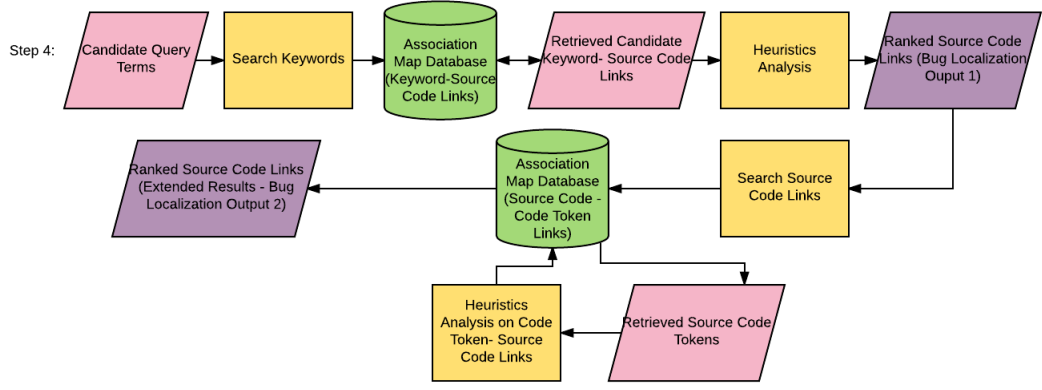 Step 4:
Candidate Query
Terms
Search Keywords
Association
Map Database
(Keyword-Source
Code Links)
Retrieved Candidate
Keyword- Source Code
Links
Heuristics
Analysis
Ranked Source Code
Links (Bug Localization
Ouput 1)
Ranked Source Code Links
(Extended Results - Bug
Localization Output 2)
Association
Map Database
(Source Code -
Code Token
Links)
Search Source
Code Links
Heuristics
Analysis on Code
Token- Source
Code Links
Retrieved Source Code
Tokens